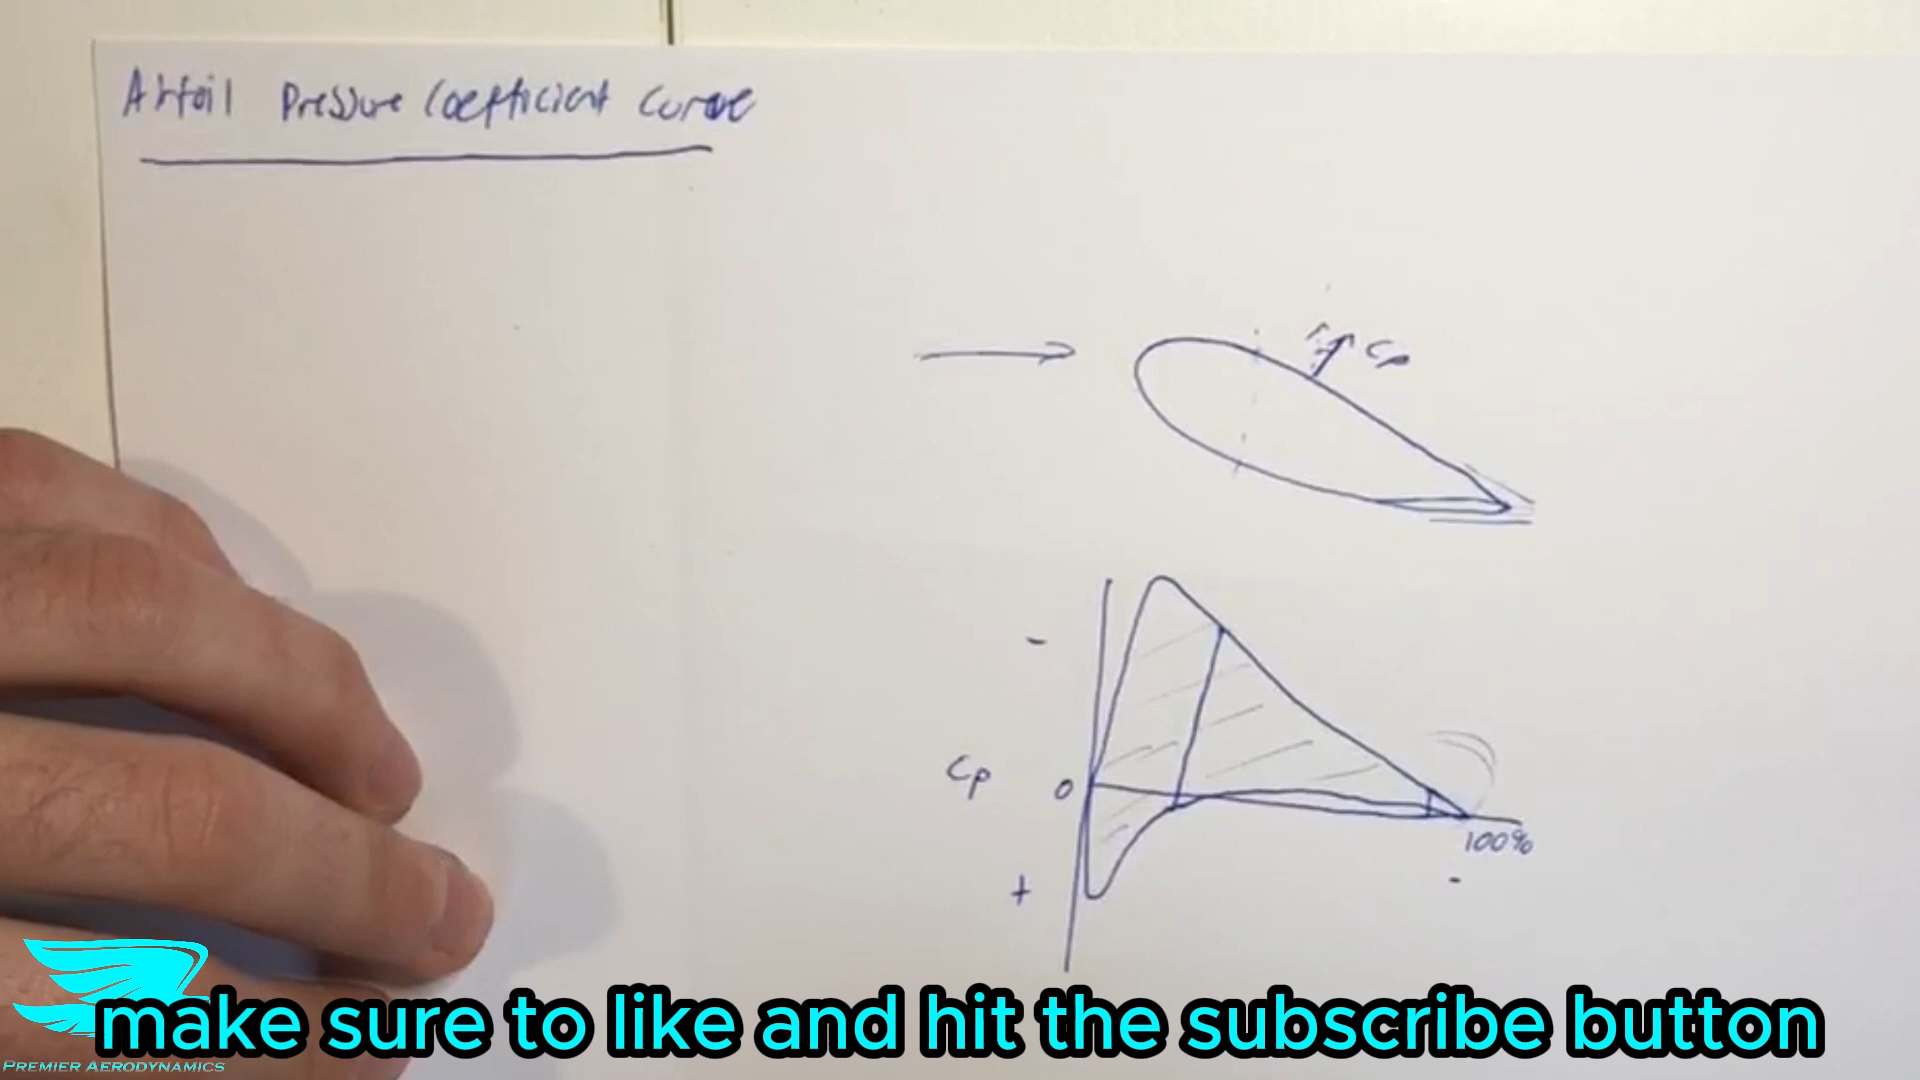 Airfoil Pressure Coefficient Curve
Cp
-
Cp
0
100%
+
make sure to like and hit the subscribe button
PREMIER AERODYNAMICS